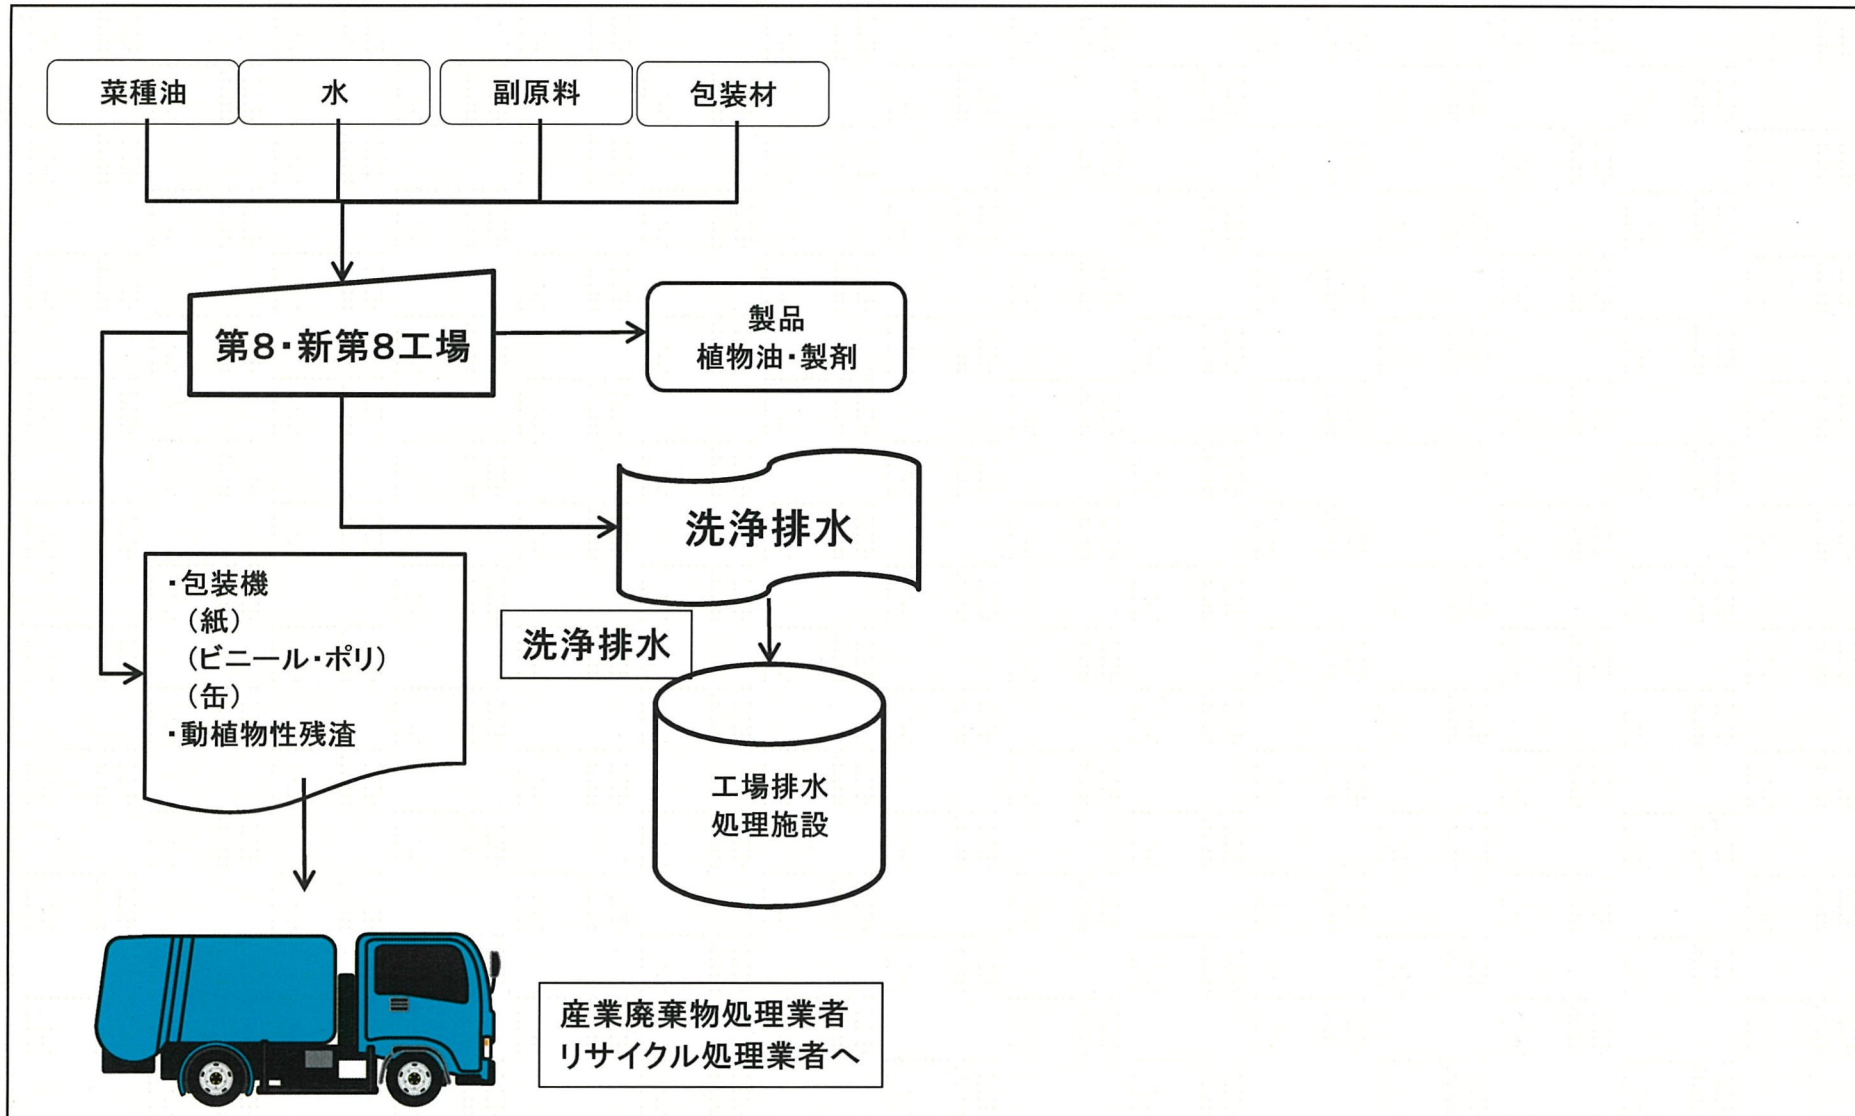 菜種油
水
副原料
包装材
第8・新第8工場
製品
植物油・製剤
洗浄排水
・包装機
（紙）
（ビニール・ポリ）
（缶）
・動植物性残渣
洗浄排水
工場排水
処理施設
産業廃棄物処理業者
リサイクル処理業者へ